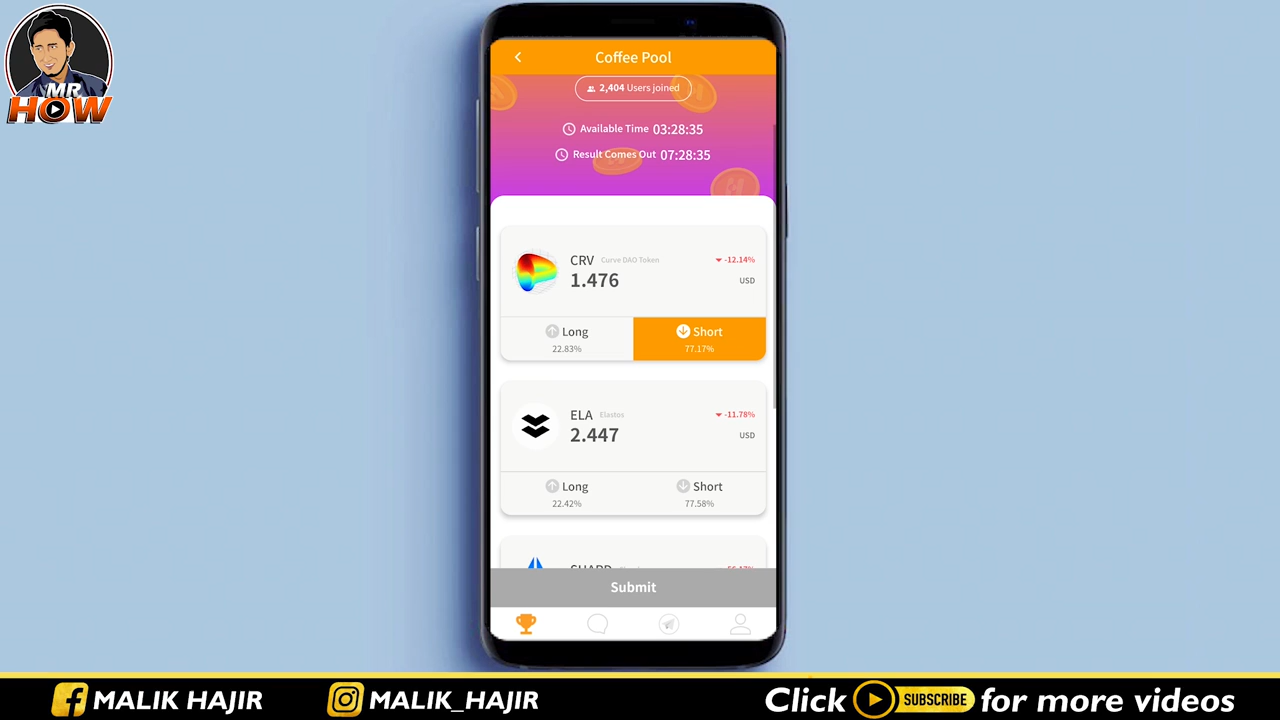 MR
HOW
Coffee Pool
2,404 Users joined
Available Time 03:28:35
Result Comes Out 07:28:35
CRV Curve DAO Token -12.14%
1.476 USD
Long Short
22.83% 77.17%
ELA Elastos -11.78%
2.447 USD
Long Short
22.42% 77.58%
Submit
MALIK HAJIR MALIK_HAJIR Click SUBSCRIBE for more videos